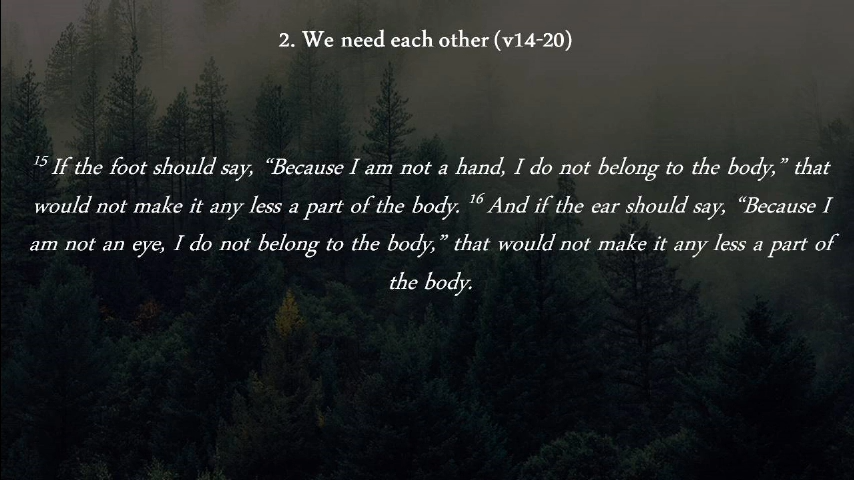 2. We need each other (v14-20)
15 If the foot should say, “Because I am not a hand, I do not belong to the body,” that
would not make it any less a part of the body. 16 And if the ear should say, “Because I
am not an eye, I do not belong to the body,” that would not make it any less a part of
the body.